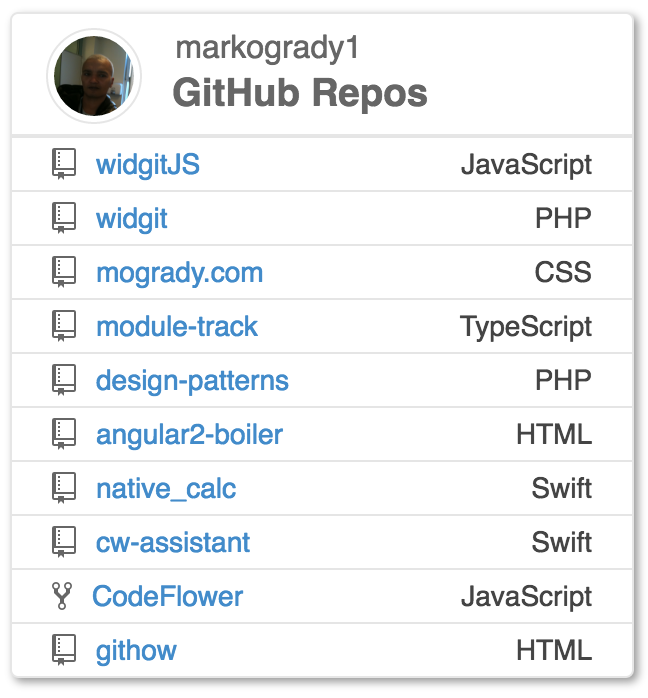 markogrady1
GitHub Repos
widgitJS JavaScript
widgit PHP
mogrady.com CSS
module-track TypeScript
design-patterns PHP
angular2-boiler HTML
native_calc Swift
cw-assistant Swift
CodeFlower JavaScript
githow HTML